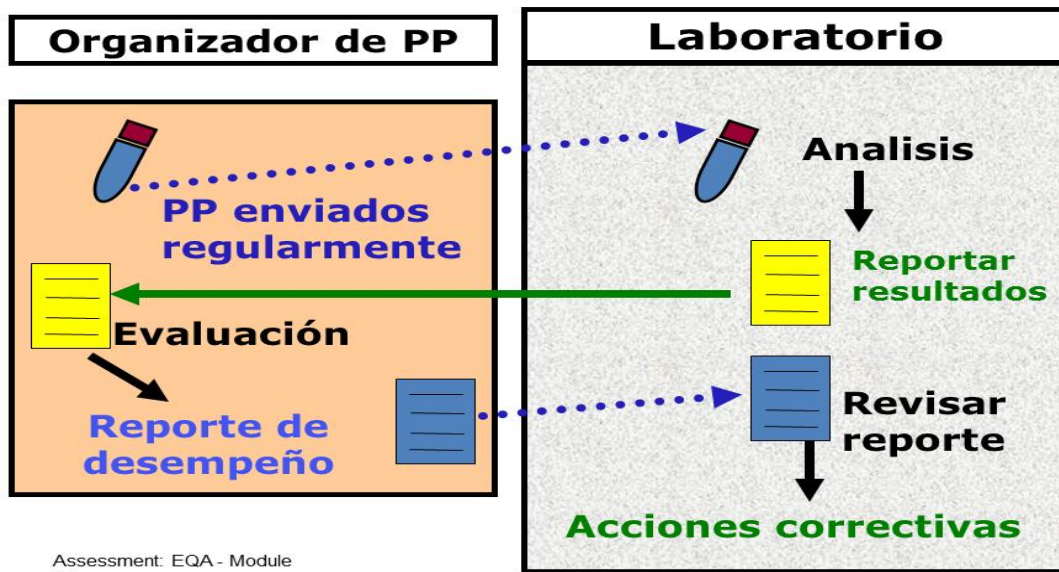 Organizador de PP
Laboratorio
PP enviados
regularmente
Evaluación
Reporte de
desempeño
Analisis
Reportar
resultados
Revisar
reporte
Acciones correctivas
Assessment: EQA - Module